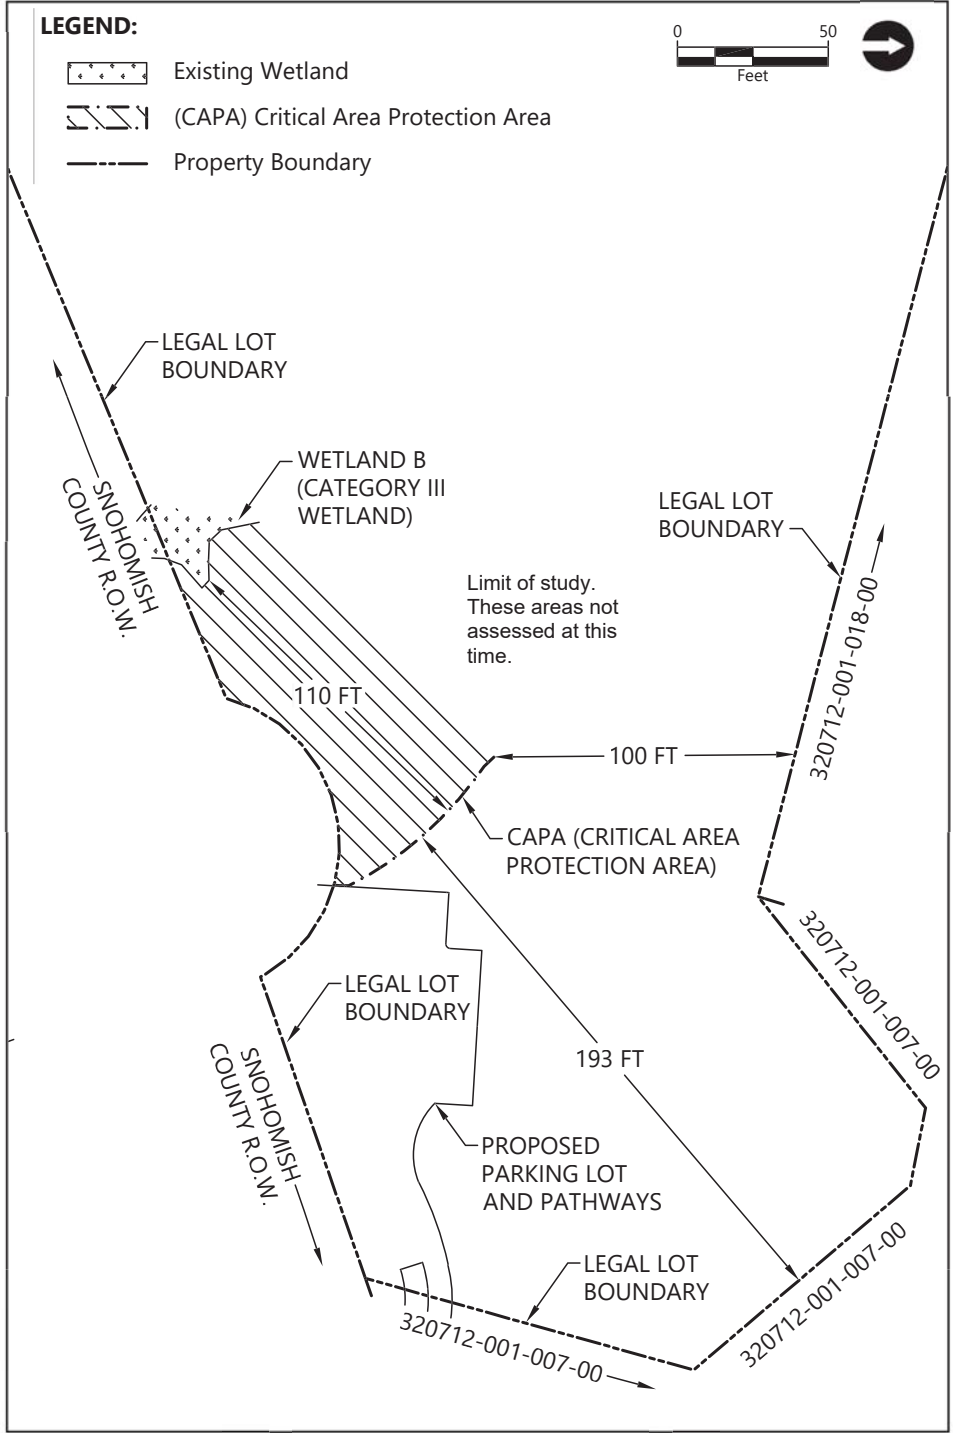 LEGEND:
Existing Wetland
(CAPA) Critical Area Protection Area
Property Boundary
0 50
Feet
LEGAL LOT
BOUNDARY
WETLAND B
(CATEGORY III
WETLAND)
SNOHOMISH
COUNTY R.O.W.
LEGAL LOT
BOUNDARY
Limit of study.
These areas not
assessed at this
time.
320712-001-018-00
110 FT
100 FT
CAPA (CRITICAL AREA
PROTECTION AREA)
320712-001-007-00
LEGAL LOT
BOUNDARY
SNOHOMISH
COUNTY R.O.W.
193 FT
PROPOSED
PARKING LOT
AND PATHWAYS
LEGAL LOT
BOUNDARY
320712-001-007-00
320712-001-007-00